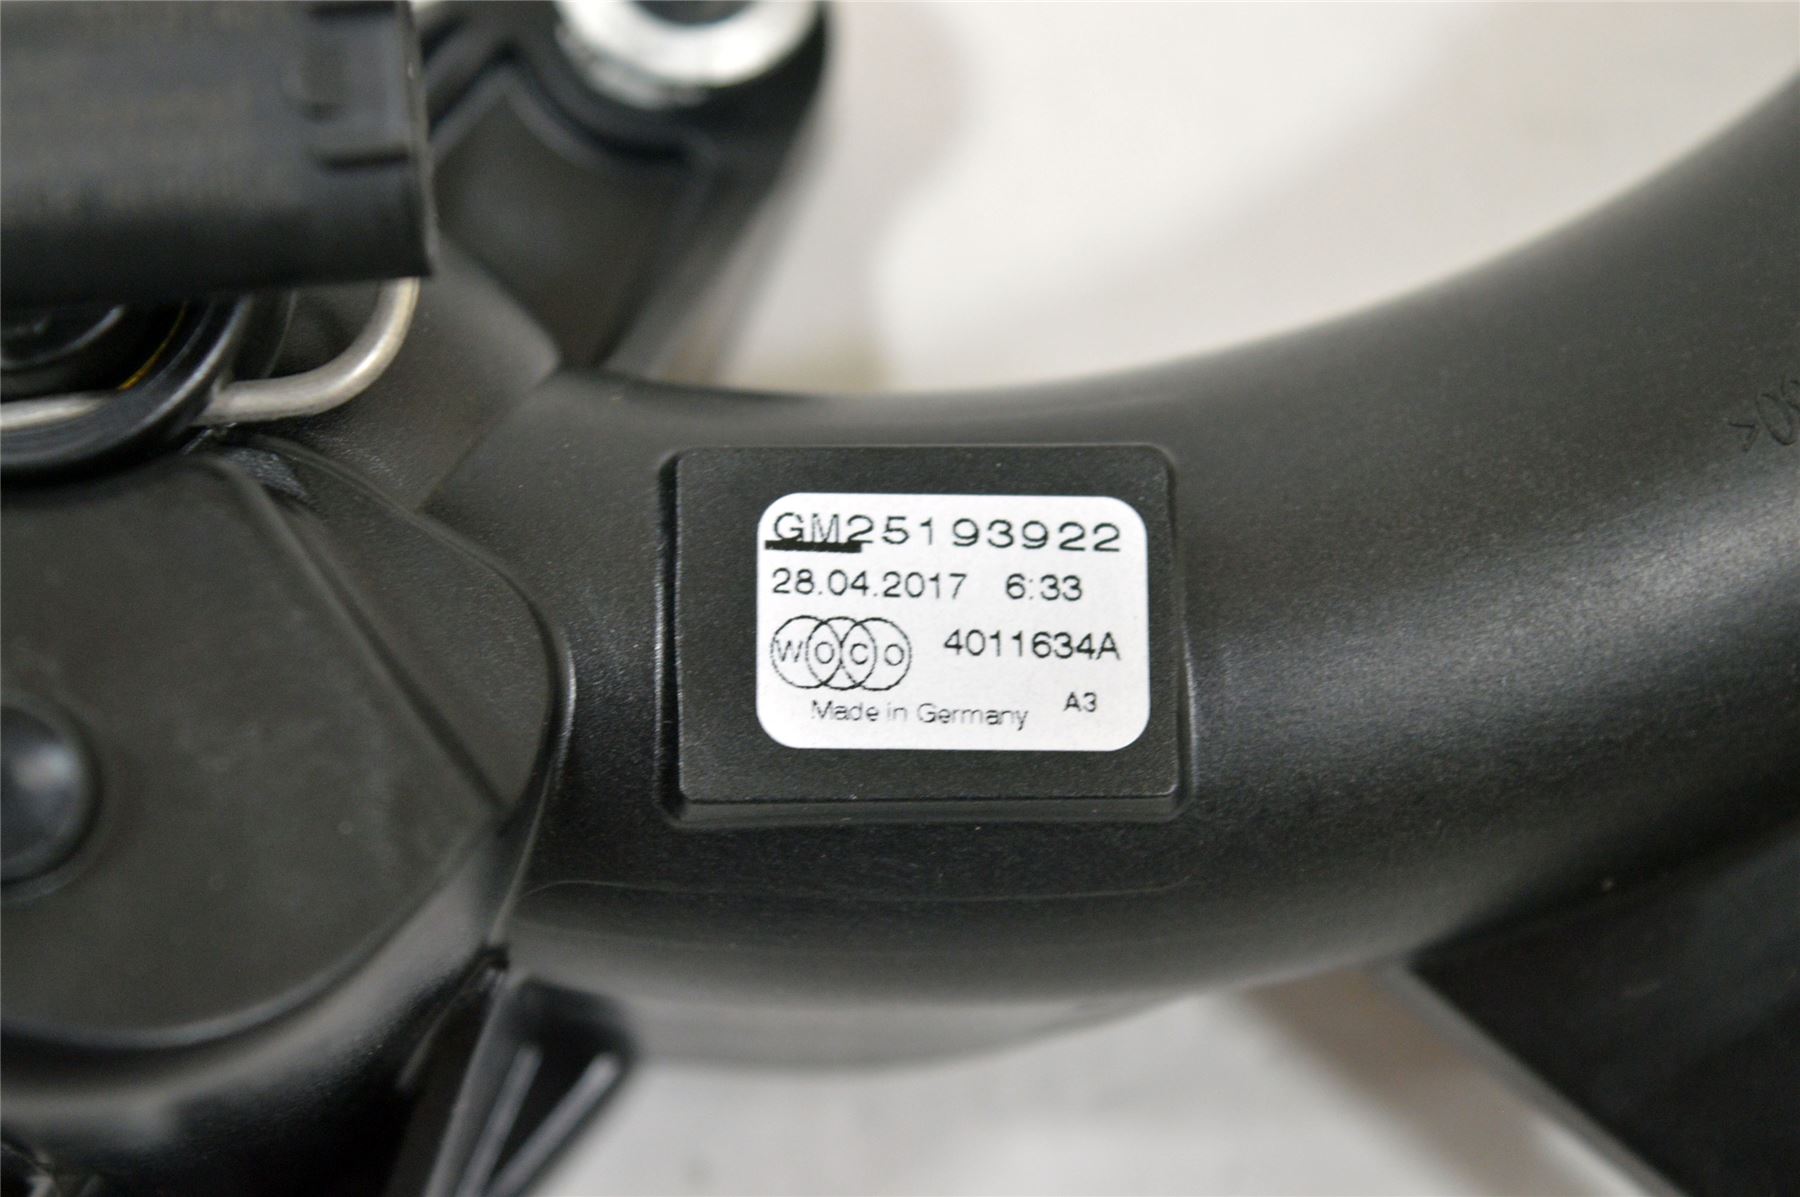 GM25193922
28.04.2017 6:33
WOCO 4011634A
Made in Germany A3